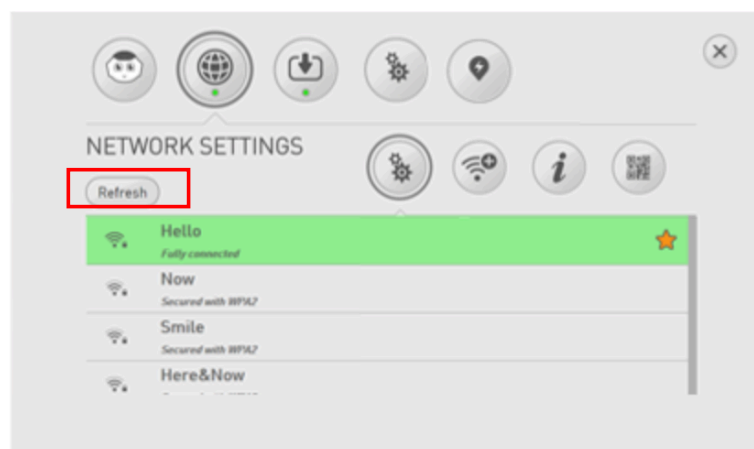 NETWORK SETTINGS
Refresh
Hello
Fully connected
Now
Secured with WPA2
Smile
Secured with WPA2
Here&Now